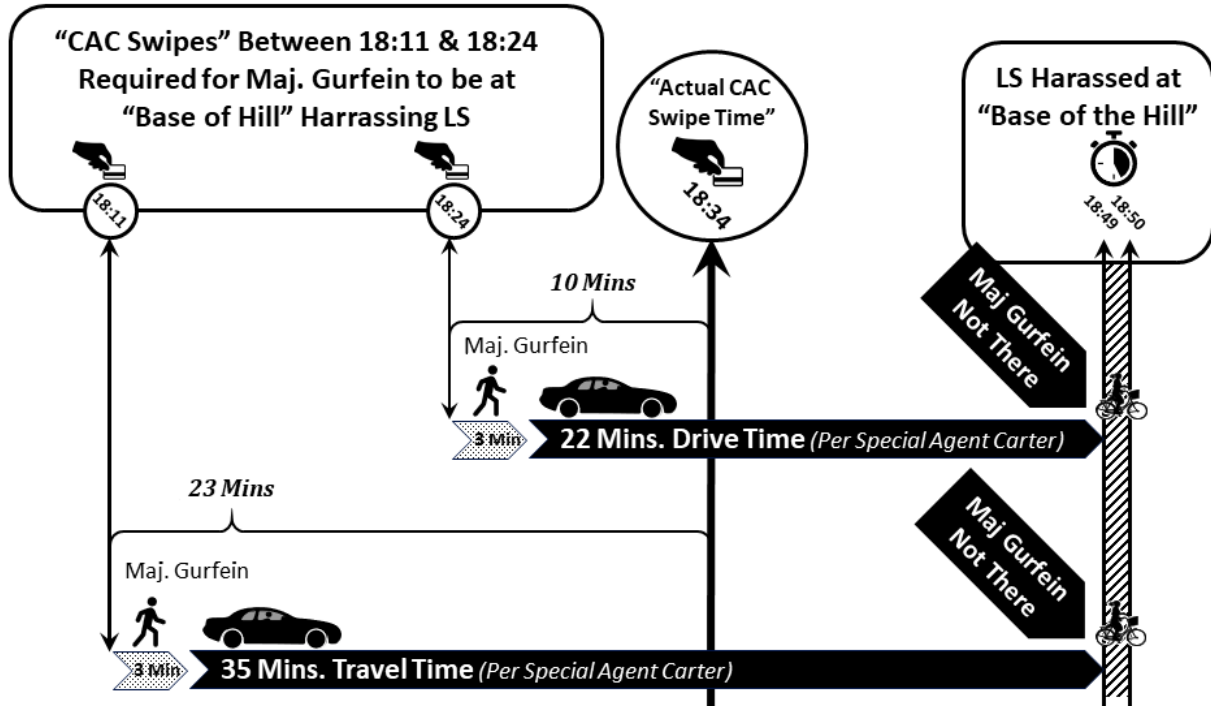 “CAC Swipes” Between 18:11 & 18:24
Required for Maj. Gurfein to be at
“Base of Hill” Harrassing LS
18:11
18:24
“Actual CAC
Swipe Time”
18:34
LS Harassed at
“Base of the Hill”
18:49
18:50
10 Mins
Maj. Gurfein
3 Min
22 Mins. Drive Time (Per Special Agent Carter)
Maj Gurfein
Not There
23 Mins
Maj. Gurfein
3 Min
35 Mins. Travel Time (Per Special Agent Carter)
Maj Gurfein
Not There